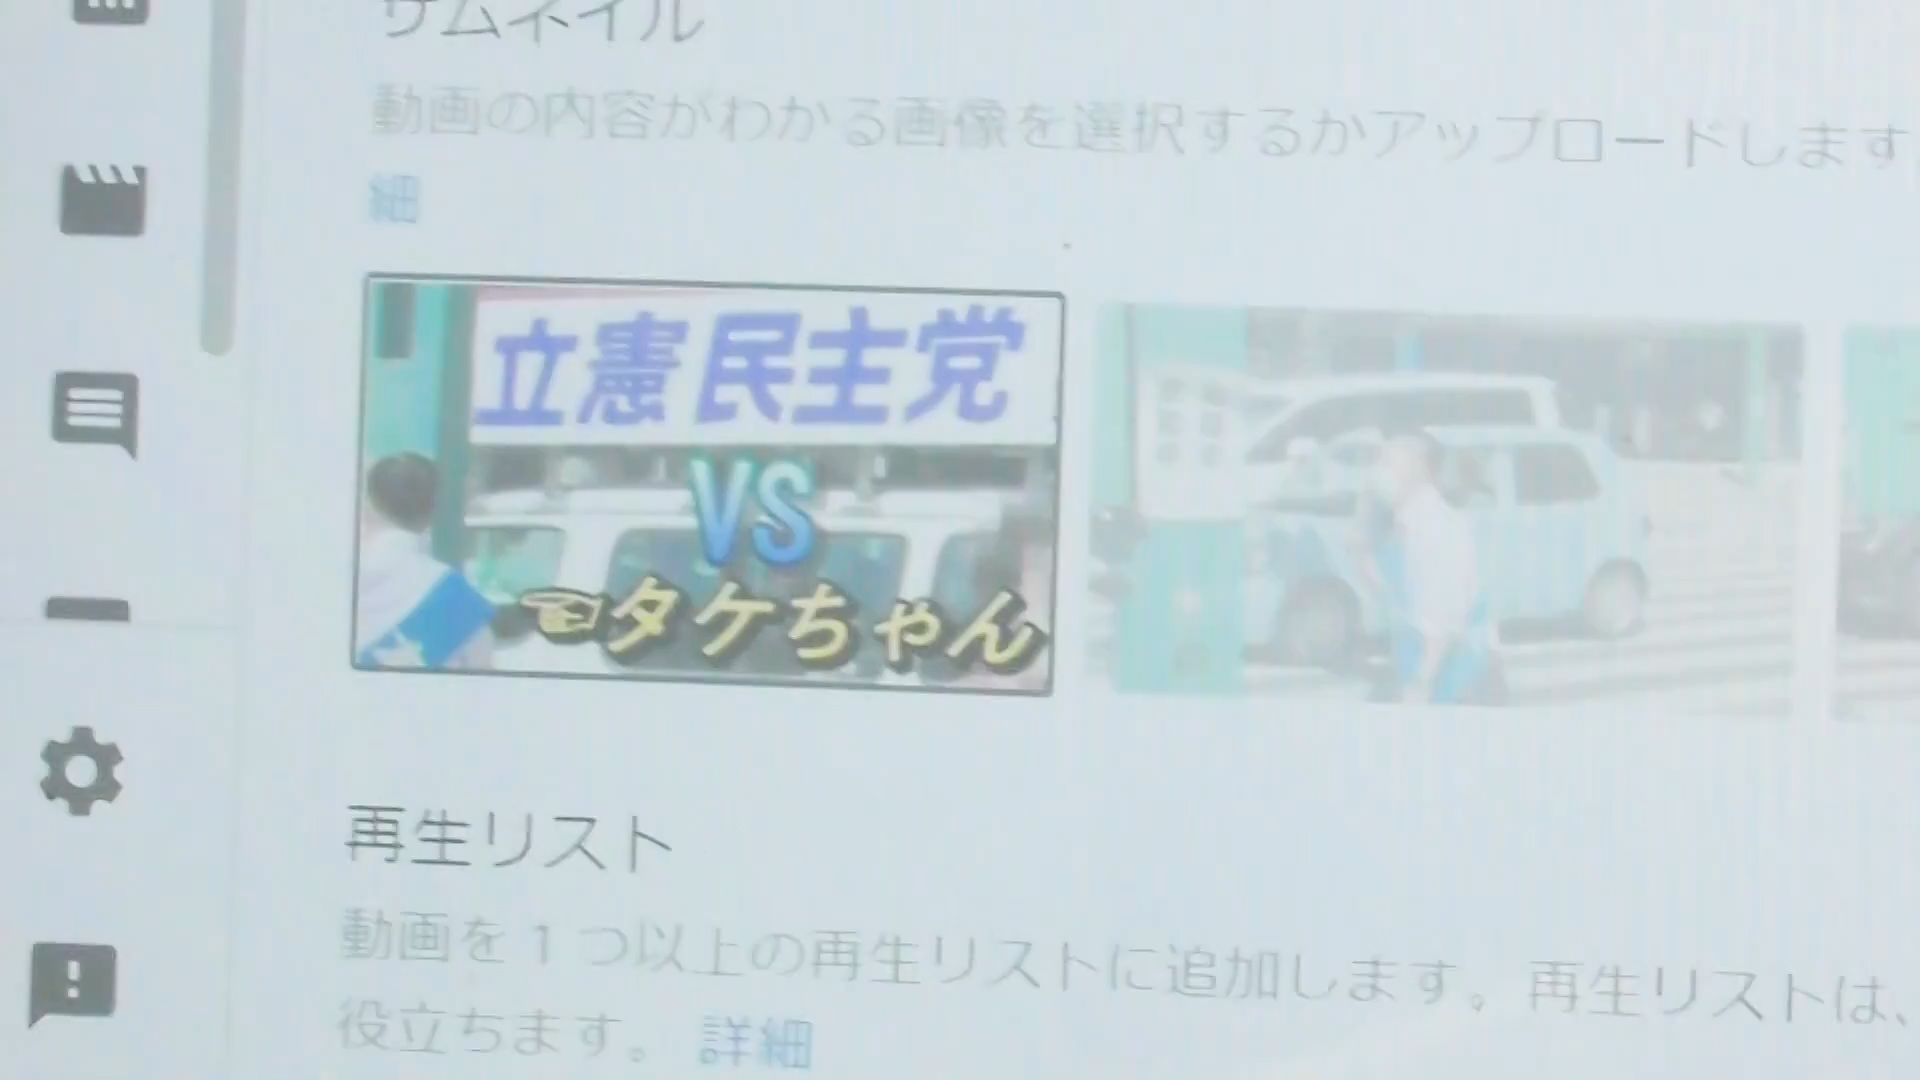 サムネイル
動画の内容がわかる画像を選択するかアップロードします
細
立憲民主党
VS
タケちゃん
再生リスト
動画を1つ以上の再生リストに追加します。再生リストは、
役立ちます。 詳細